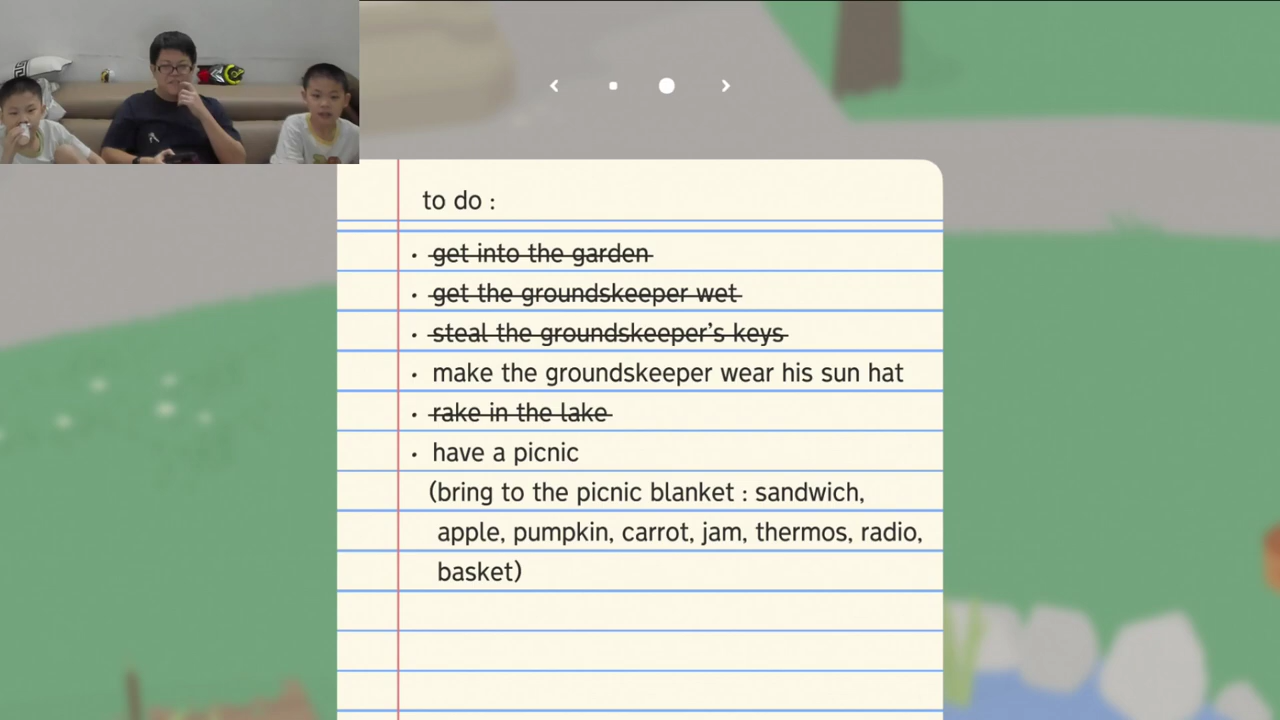 to do :
· get into the garden
· get the groundskeeper wet
· steal the groundskeeper's keys
· make the groundskeeper wear his sun hat
· rake in the lake
· have a picnic
(bring to the picnic blanket : sandwich,
apple, pumpkin, carrot, jam, thermos, radio,
basket)